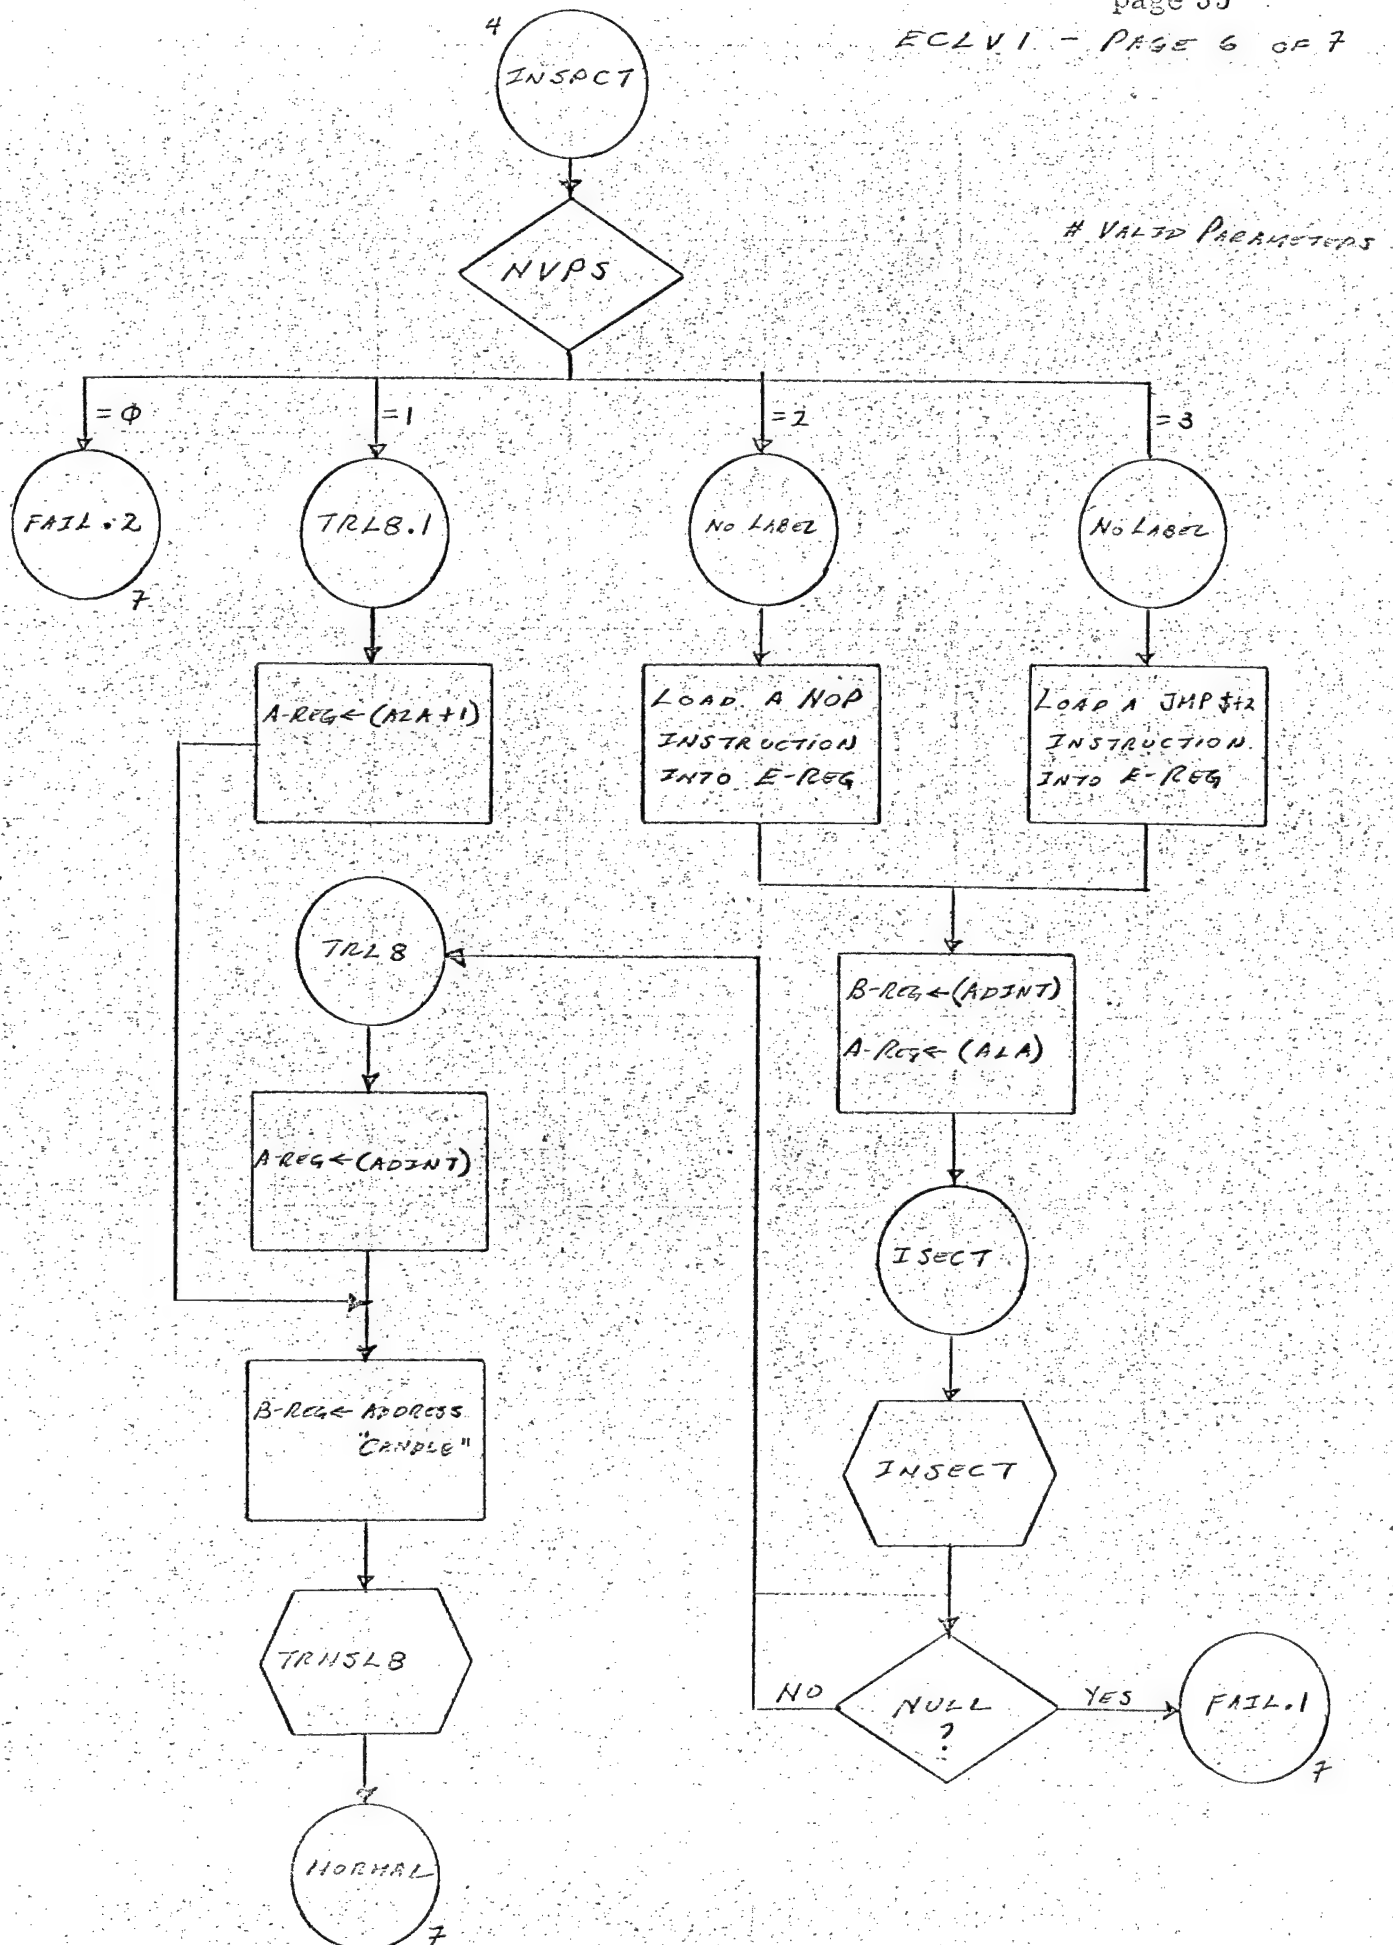 page 35
ECLV1 - PAGE 6 OF 7
4
INSPCT
# VALID PARAMETERS
NVPS
= Φ
=1
=2
=3
FAIL.2
7
TRL8.1
NO LABEL
NO LABEL
A-REG←(ALA+1)
LOAD A NOP
INSTRUCTION
INTO E-REG
LOAD A JMP $+2
INSTRUCTION
INTO E-REG
TRL8
B-REG←(ADINT)
A-REG←(ALA)
A-REG←(ADINT)
ISECT
B-REG← ADDRESS
"CANDLE"
INSECT
TRNSL8
NO
NULL
?
YES
FAIL.1
7
NORMAL
7